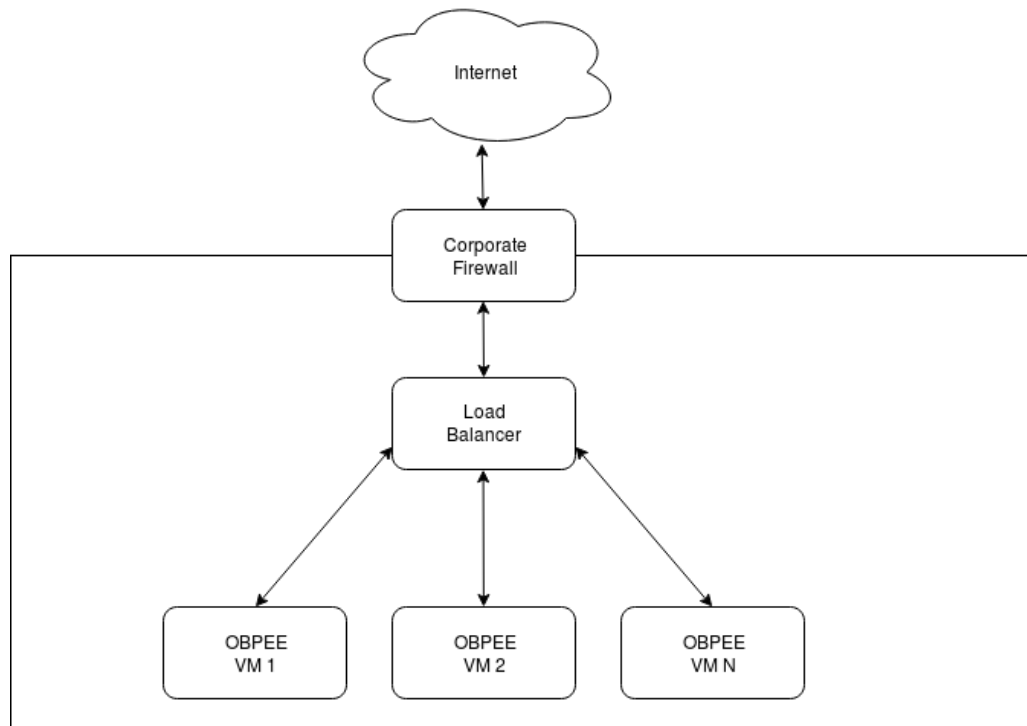 Internet
Corporate
Firewall
Load
Balancer
OBPEE
VM 1
OBPEE
VM 2
OBPEE
VM N